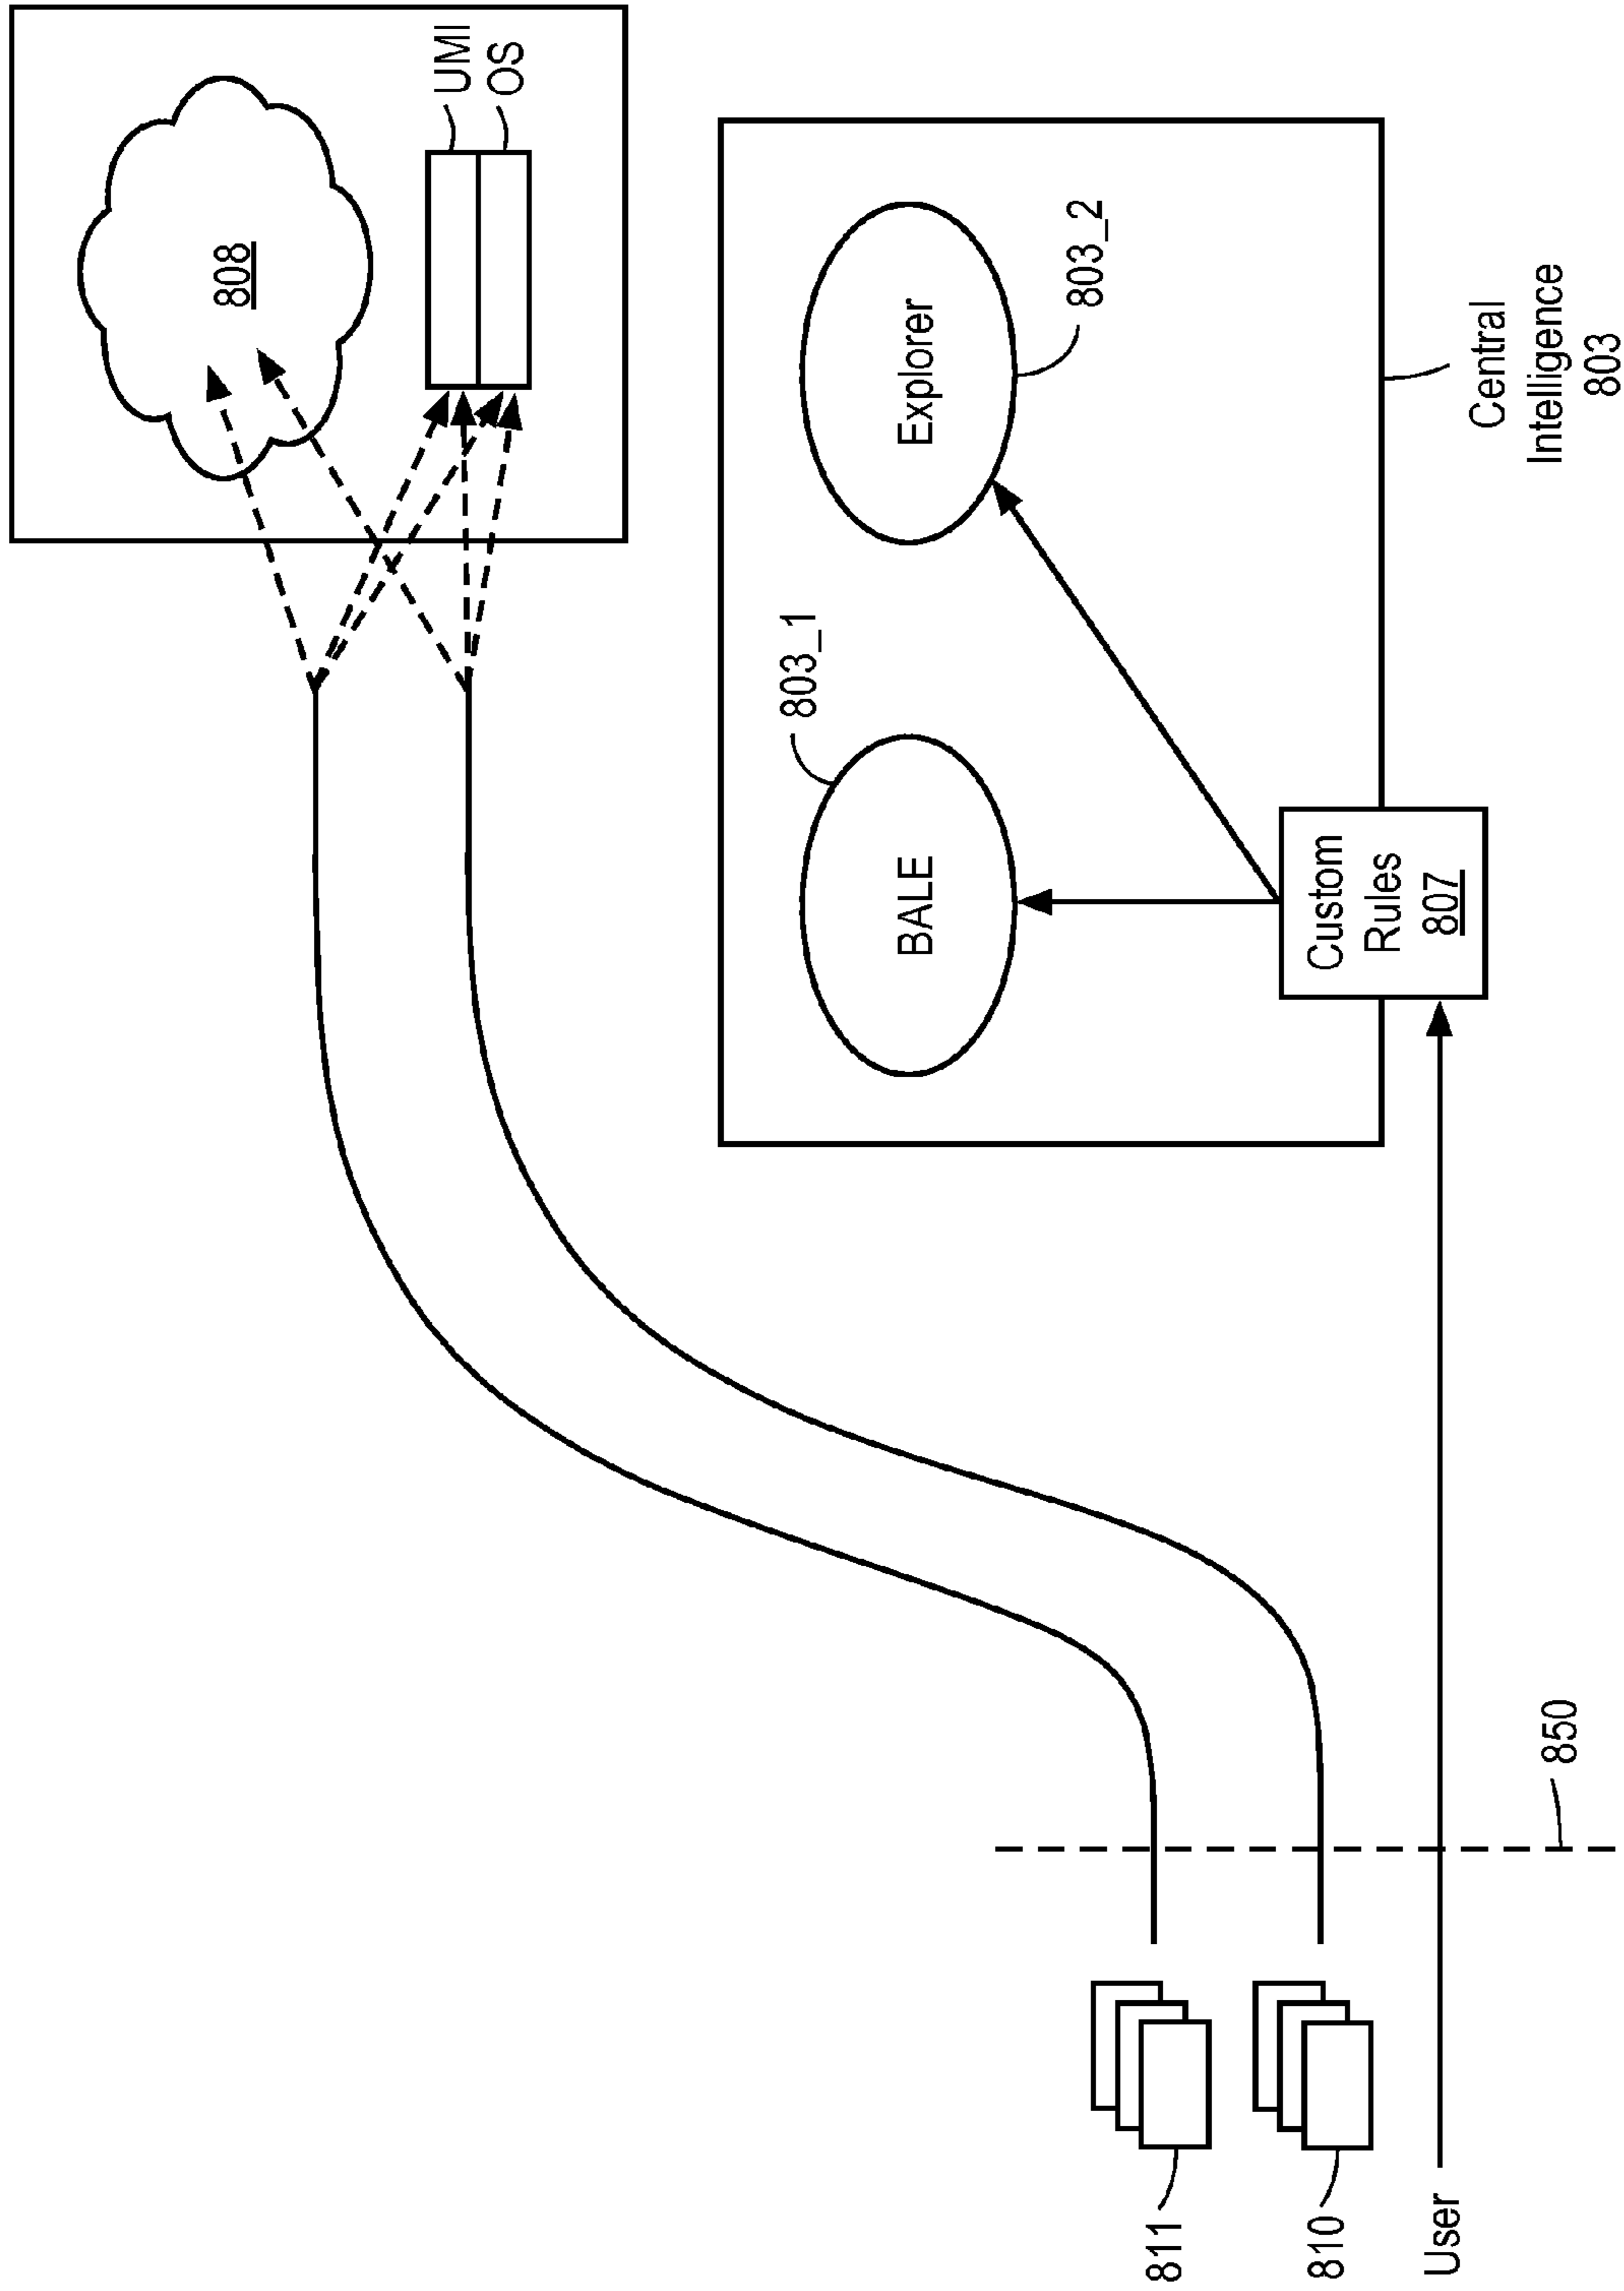 808
UMI
OS
803_1
BALE
Explorer
803_2
Custom
Rules
807
Central
Intelligence
803
811
810
User
850